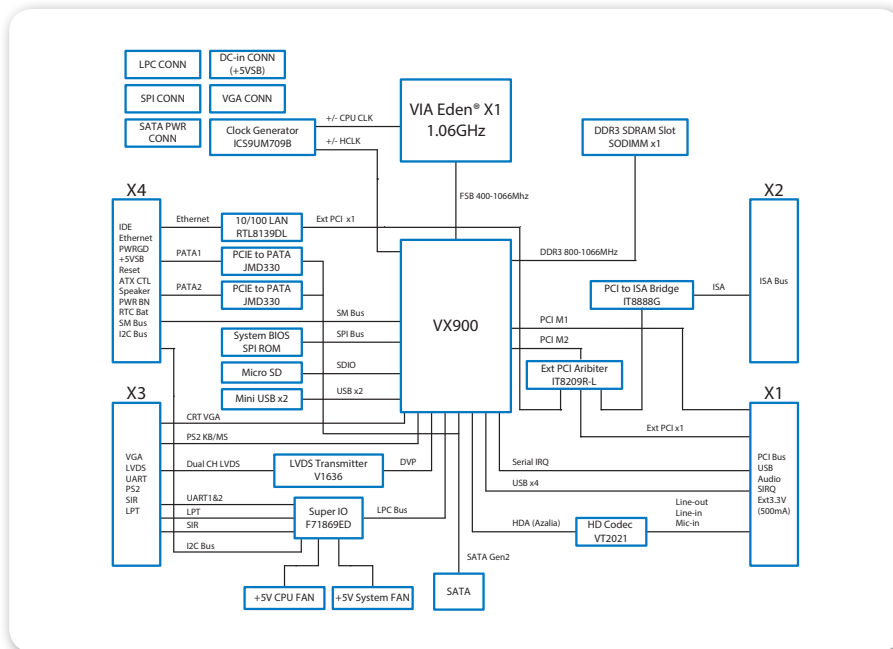 LPC CONN
DC-in CONN
(+5VSB)
SPI CONN
VGA CONN
SATA PWR
CONN
Clock Generator
ICS9UM709B
+/- CPU CLK
+/- HCLK
VIA Eden® X1
1.06GHz
DDR3 SDRAM Slot
SODIMM x1
FSB 400-1066Mhz
X4
IDE
Ethernet
PWRGD
+5VSB
Reset
ATX CTL
Speaker
PWR BN
RTC Bat
SM Bus
I2C Bus
Ethernet
10/100 LAN
RTL8139DL
Ext PCI x1
PATA1
PCIE to PATA
JMD330
PATA2
PCIE to PATA
JMD330
SM Bus
System BIOS
SPI ROM
SPI Bus
Micro SD
SDIO
Mini USB x2
USB x2
VX900
DDR3 800-1066MHz
PCI M1
PCI M2
PCI to ISA Bridge
IT8888G
ISA
X2
ISA Bus
Ext PCI Aribiter
IT8209R-L
Ext PCI x1
X3
VGA
LVDS
UART
PS2
SIR
LPT
CRT VGA
PS2 KB/MS
Dual CH LVDS
LVDS Transmitter
V1636
DVP
UART1&2
LPT
SIR
I2C Bus
Super IO
F71869ED
LPC Bus
+5V CPU FAN
+5V System FAN
SATA Gen2
SATA
Serial IRQ
USB x4
HDA (Azalia)
HD Codec
VT2021
Line-out
Line-in
Mic-in
X1
PCI Bus
USB
Audio
SIRQ
Ext3.3V
(500mA)